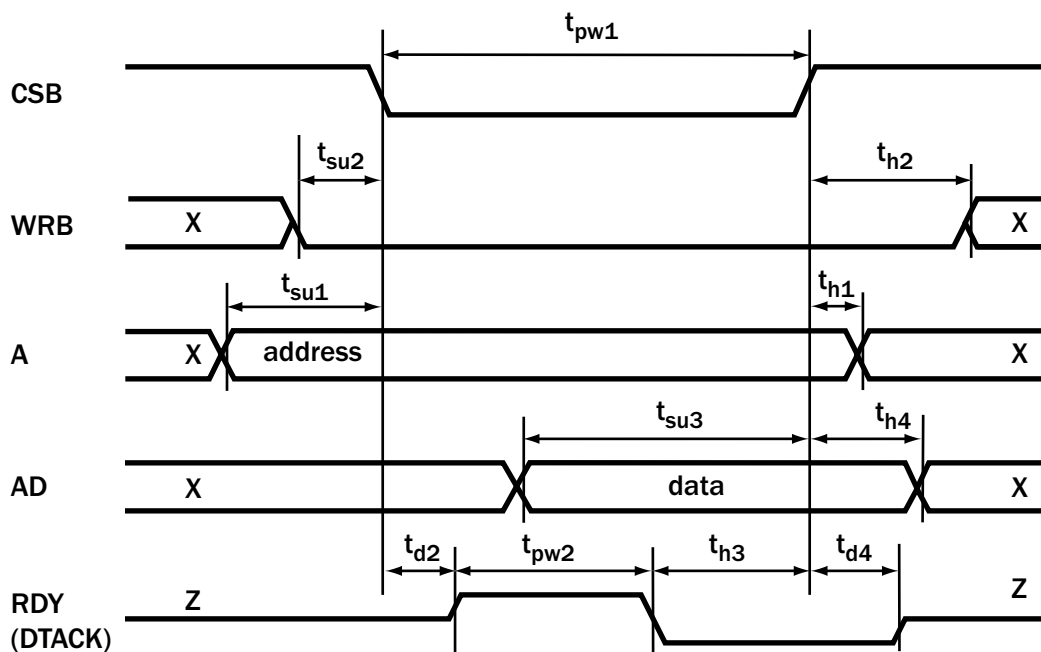 t_pw1
CSB
t_su2 t_h2
WRB X X
t_su1 t_h1
A X address X
t_su3 t_h4
AD X data X
t_d2 t_pw2 t_h3 t_d4
RDY Z Z
(DTACK)